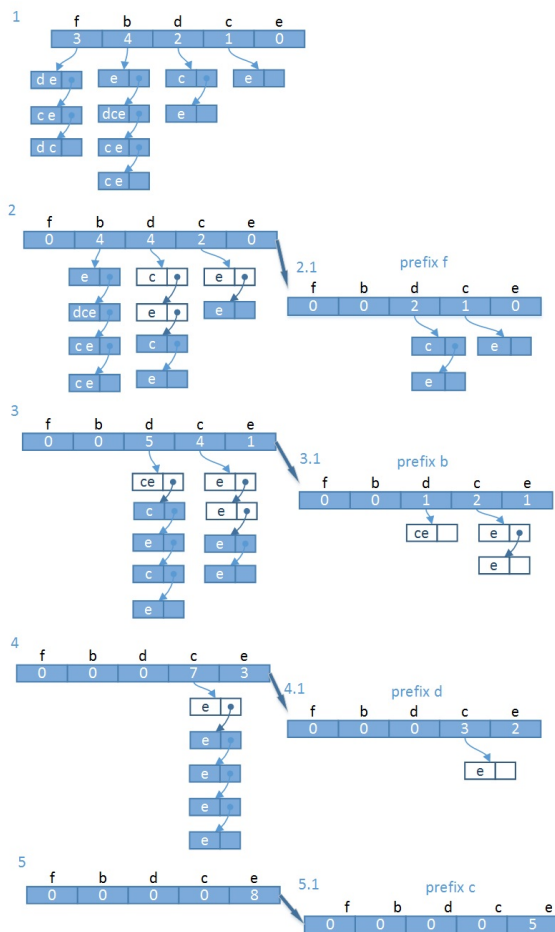 1
f b d c e
3 4 2 1 0
d e e c e
c e dce e
d c c e
c e
2
f b d c e
0 4 4 2 0
e c e
dce e e
c e c
c e e
2.1 prefix f
f b d c e
0 0 2 1 0
c e
e
3
f b d c e
0 0 5 4 1
ce e
c e
e e
c e
e
3.1 prefix b
f b d c e
0 0 1 2 1
ce e
e
4
f b d c e
0 0 0 7 3
e
e
e
e
e
4.1 prefix d
f b d c e
0 0 0 3 2
e
5
f b d c e
0 0 0 0 8
5.1 prefix c
f b d c e
0 0 0 0 5